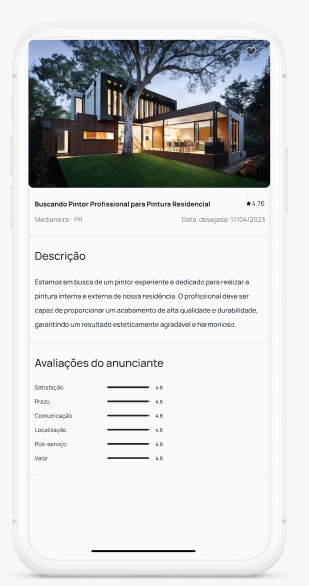 Buscando Pintor Profissional para Pintura Residencial ★4.76
Medianeira - PR Data desejada: 17/04/2023
Descrição
Estamos em busca de um pintor experiente e dedicado para realizar a
pintura interna e externa de nossa residência. O profissional deve ser
capaz de proporcionar um acabamento de alta qualidade e durabilidade,
garantindo um resultado esteticamente agradável e harmonioso.
Avaliações do anunciante
Satisfação 4.8
Prazo 4.8
Comunicação 4.8
Localização 4.8
Pós-serviço 4.8
Valor 4.8